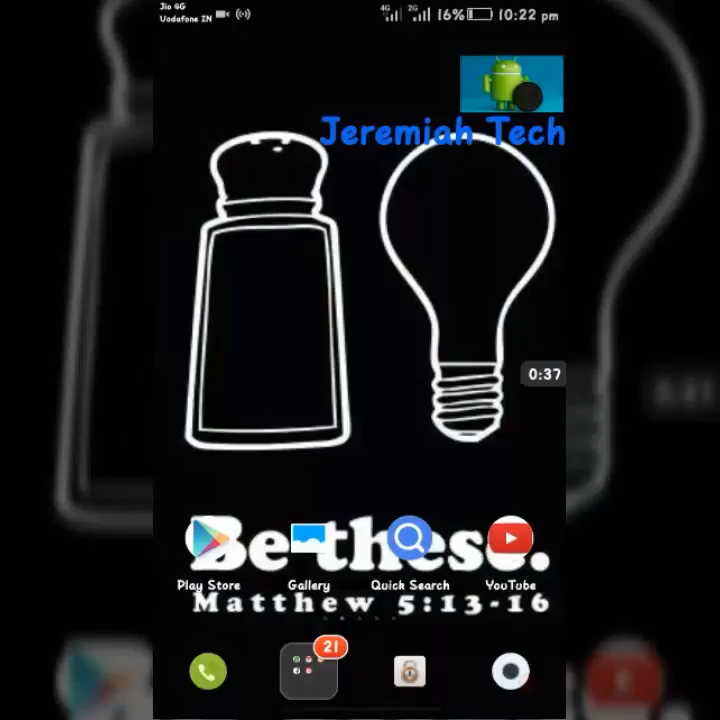 Jio 4G
Vodafone IN
4G 2G 16% 10:22 pm
Jeremiah Tech
0:37
Be these.
Play Store Gallery Quick Search YouTube
Matthew 5:13-16
21